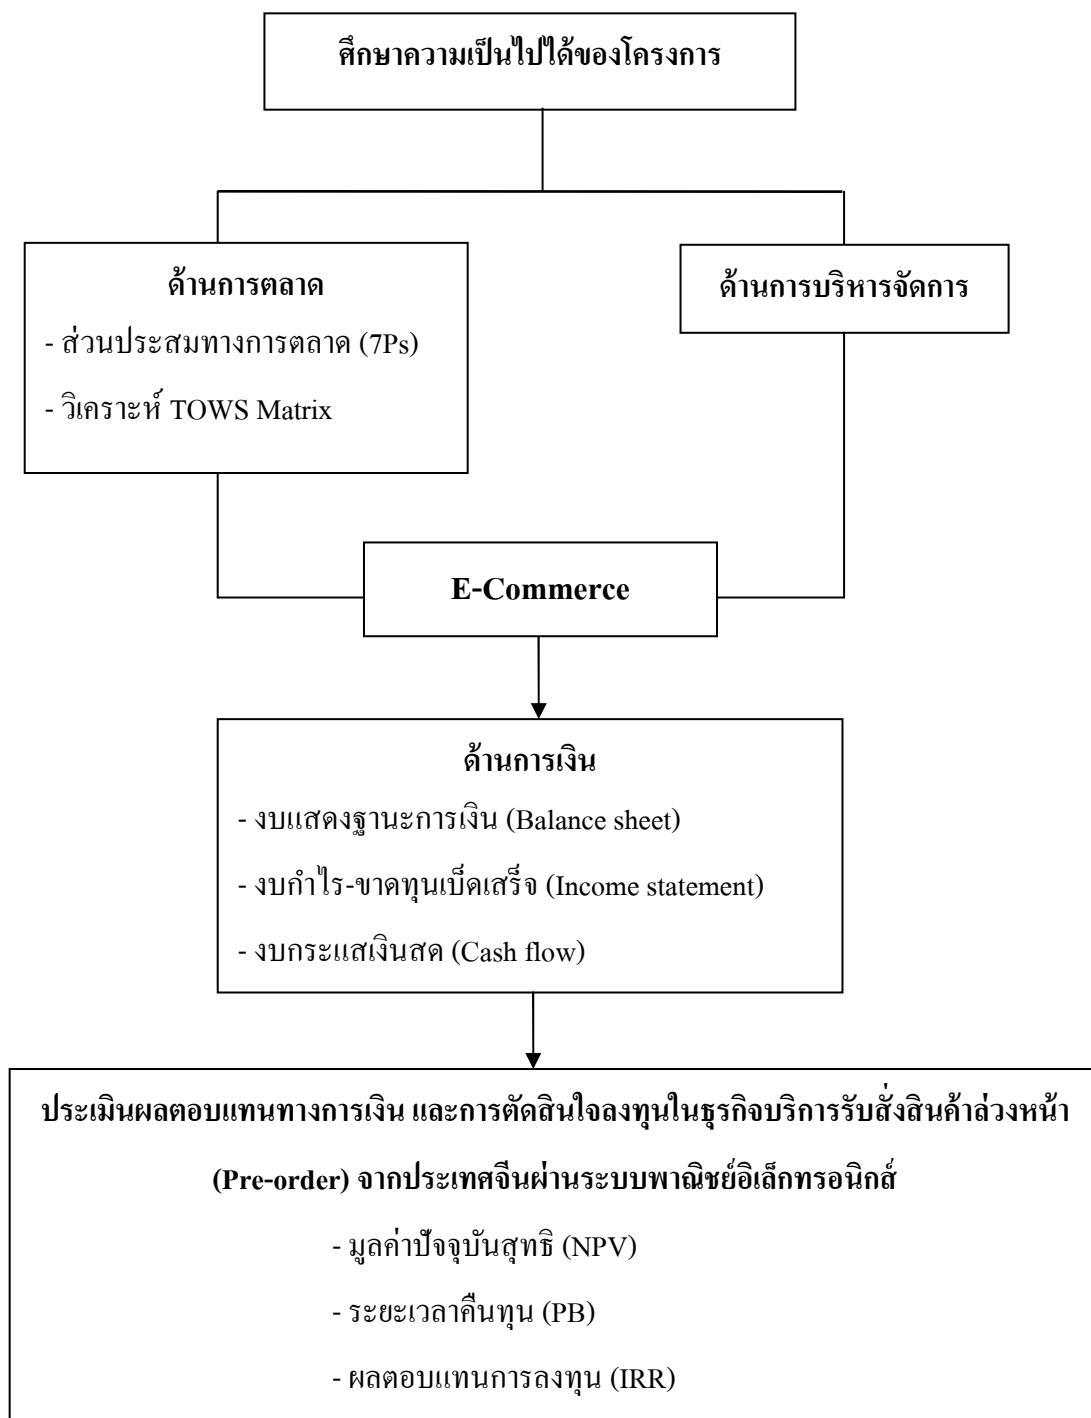 ศึกษาความเป็นไปได้ของโครงการ
ด้านการตลาด
- ส่วนประสมทางการตลาด (7Ps)
- วิเคราะห์ TOWS Matrix
ด้านการบริหารจัดการ
E-Commerce
ด้านการเงิน
- งบแสดงฐานะการเงิน (Balance sheet)
- งบกำไร-ขาดทุนเบ็ดเสร็จ (Income statement)
- งบกระแสเงินสด (Cash flow)
ประเมินผลตอบแทนทางการเงิน และการตัดสินใจลงทุนในธุรกิจบริการรับสั่งสินค้าล่วงหน้า
(Pre-order) จากประเทศจีนผ่านระบบพาณิชย์อิเล็กทรอนิกส์
- มูลค่าปัจจุบันสุทธิ (NPV)
- ระยะเวลาคืนทุน (PB)
- ผลตอบแทนการลงทุน (IRR)